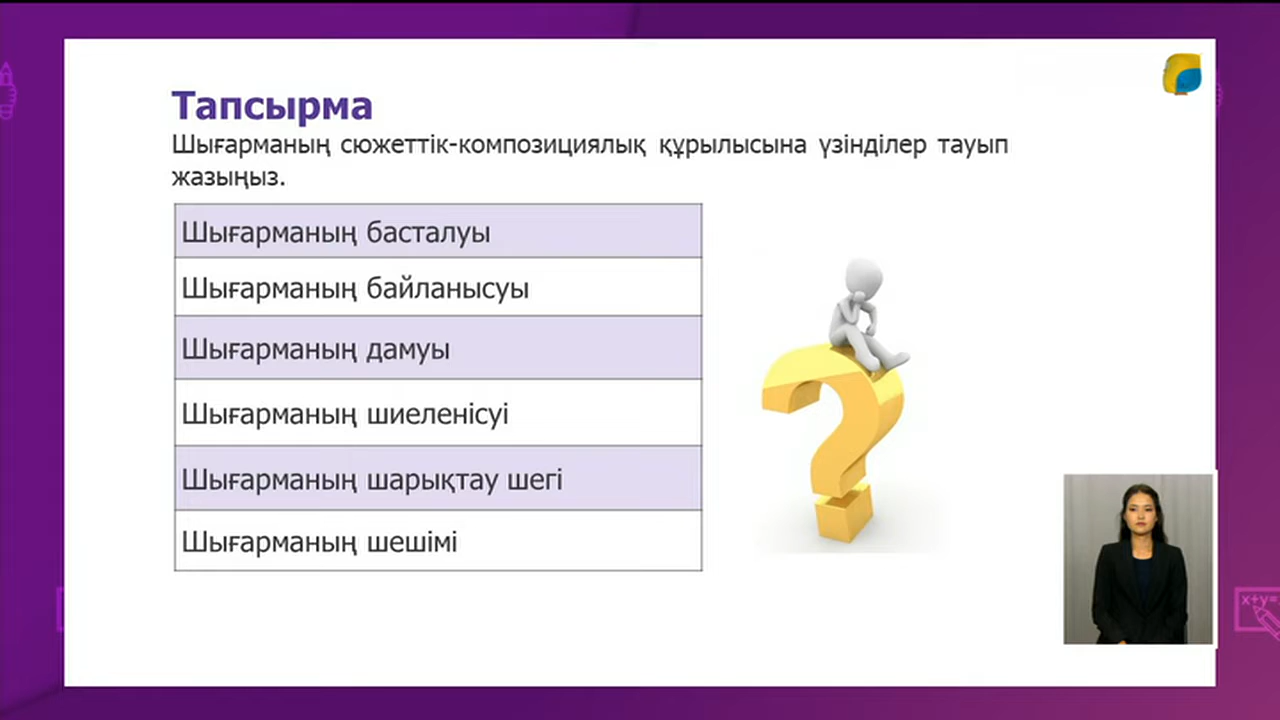 Тапсырма
Шығарманың сюжеттік-композициялық құрылысына үзінділер тауып
жазыңыз.
Шығарманың басталуы
Шығарманың байланысуы
Шығарманың дамуы
Шығарманың шиеленісуі
Шығарманың шарықтау шегі
Шығарманың шешімі
x+y=